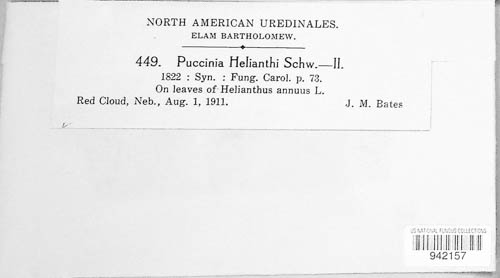 NORTH AMERICAN UREDINALES.
ELAM BARTHOLOMEW.
449. Puccinia Helianthi Schw.—II.
1822 : Syn. : Fung. Carol. p. 73.
On leaves of Helianthus annuus L.
Red Cloud, Neb., Aug. 1, 1911. J. M. Bates
US NATIONAL FUNGUS COLLECTIONS
942157